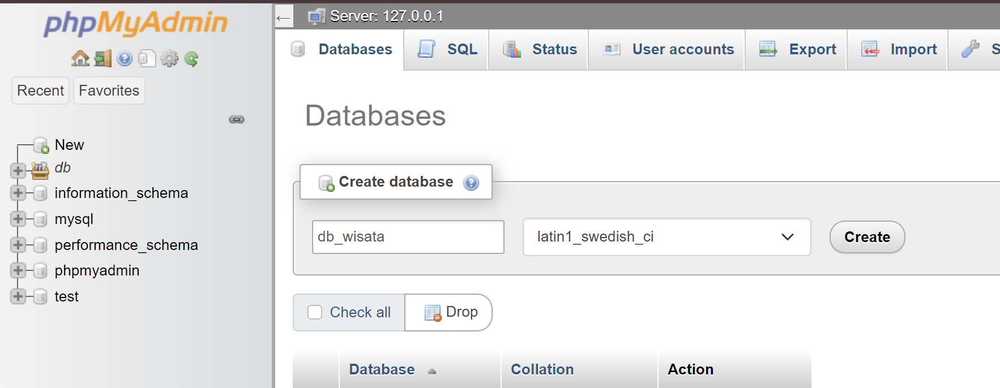 phpMyAdmin
Recent Favorites
New
db
information_schema
mysql
performance_schema
phpmyadmin
test
← Server: 127.0.0.1
Databases SQL Status User accounts Export Import S
Databases
Create database
db_wisata latin1_swedish_ci Create
Check all Drop
Database Collation Action